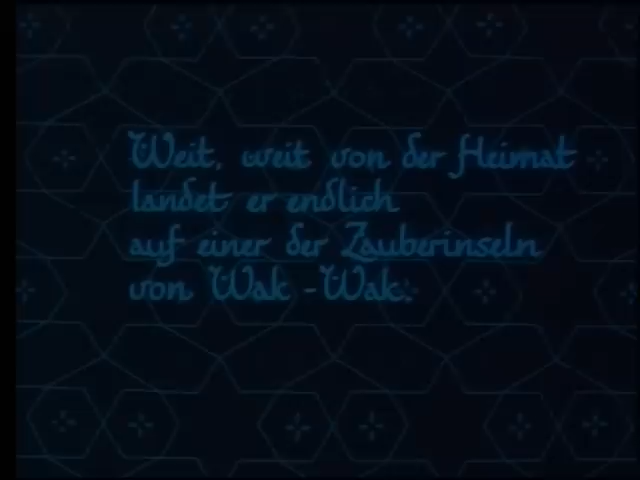 Weit, weit von der Heimat
landet er endlich
auf einer der Zauberinseln
von Wak-Wak.